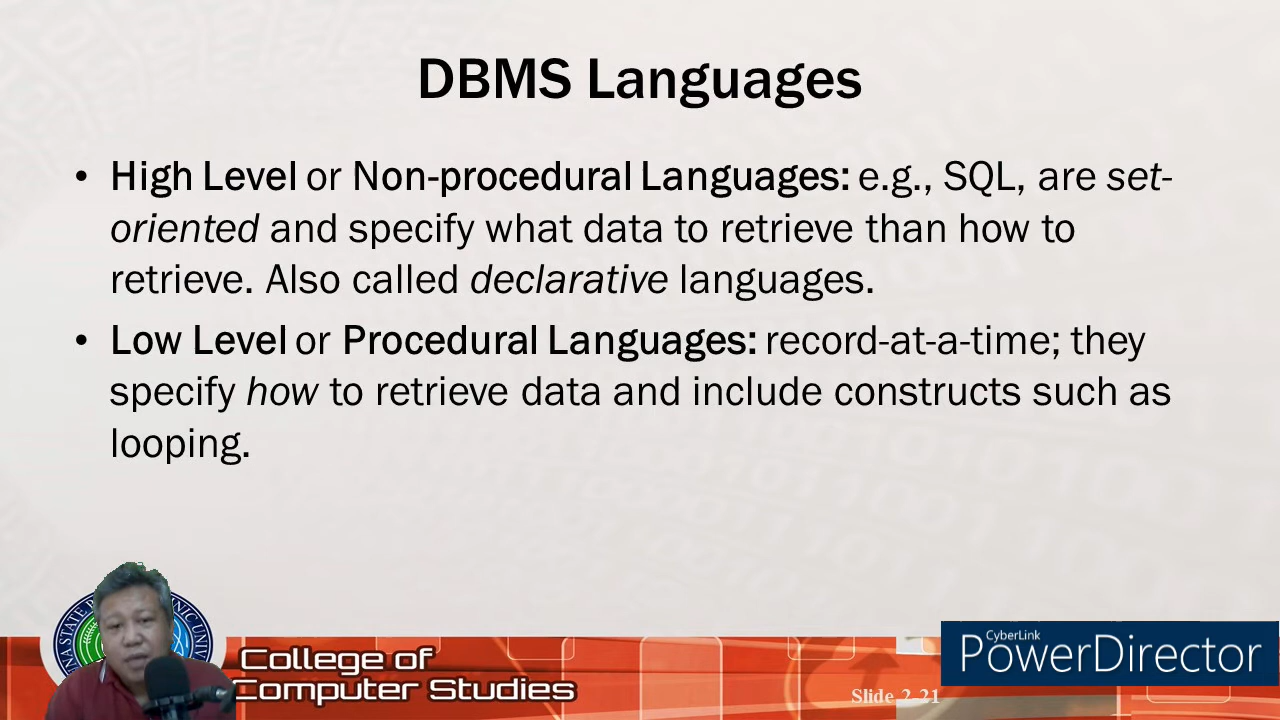 DBMS Languages
• High Level or Non-procedural Languages: e.g., SQL, are set-
oriented and specify what data to retrieve than how to
retrieve. Also called declarative languages.
• Low Level or Procedural Languages: record-at-a-time; they
specify how to retrieve data and include constructs such as
looping.
College of
Computer Studies
CyberLink
PowerDirector
Slide 2-21